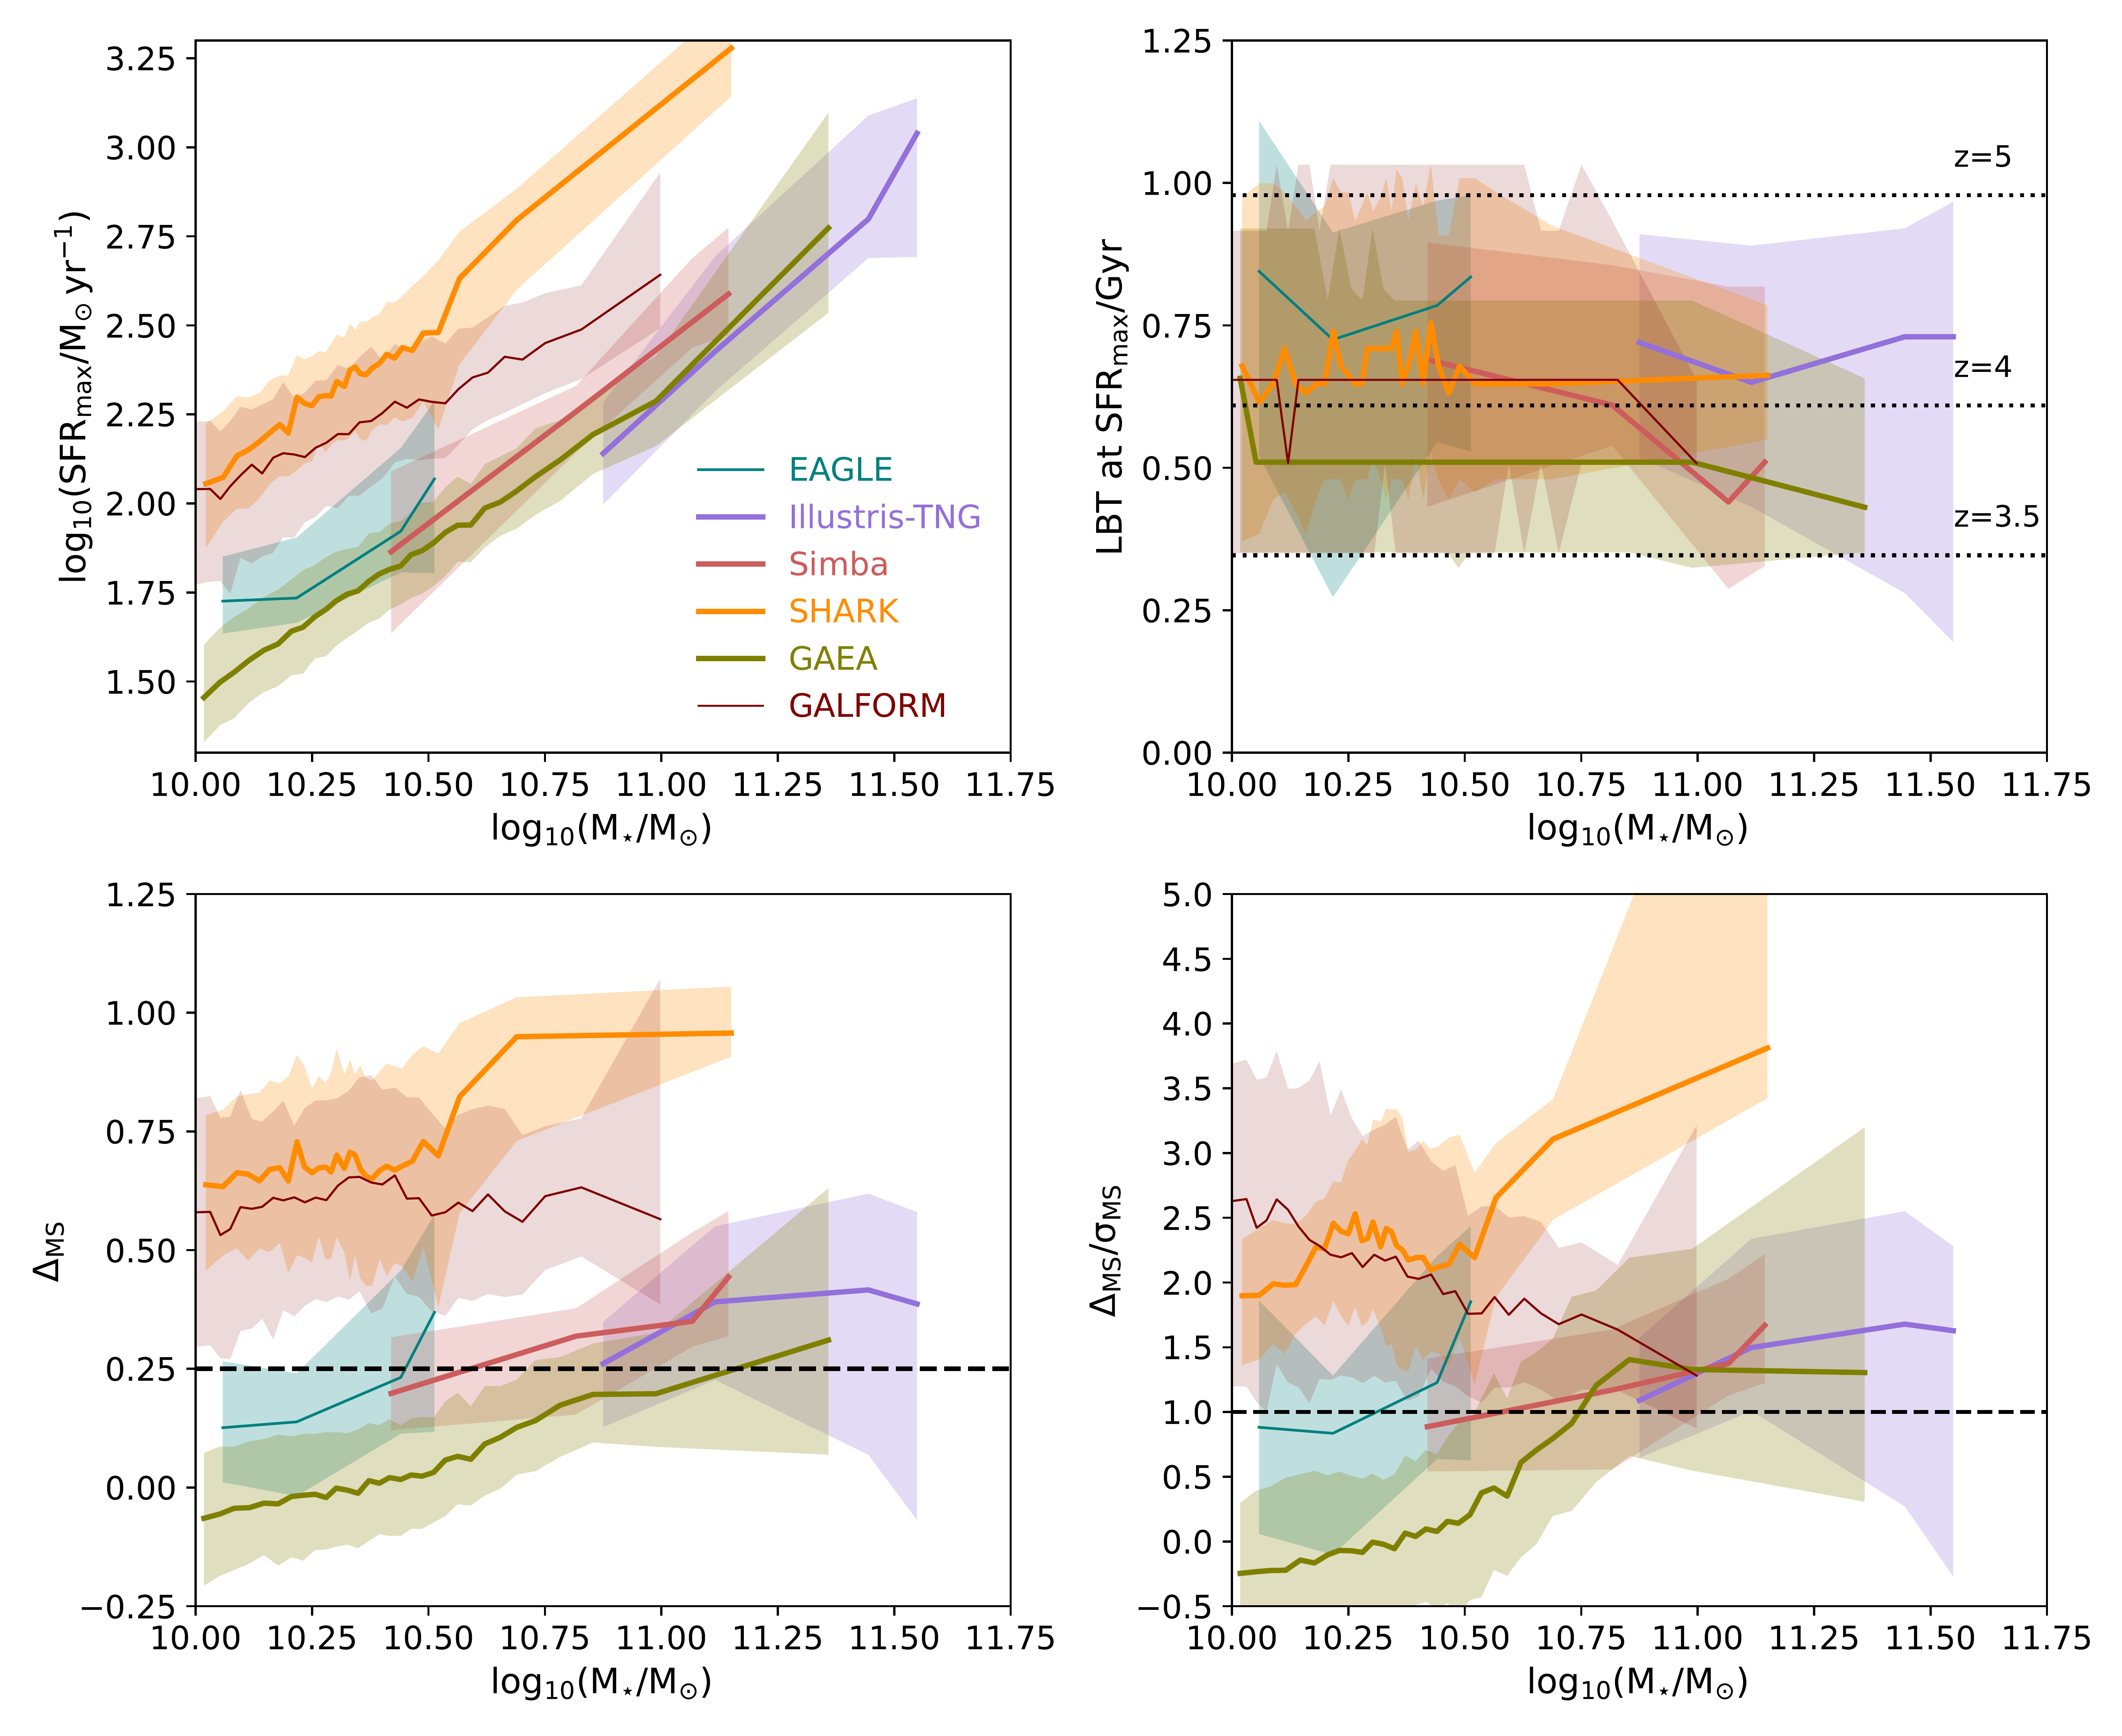 3.25
3.00
2.75
2.50
2.25
2.00
1.75
1.50
log₁₀(SFRmax/M⊙ yr⁻¹)
EAGLE
Illustris-TNG
Simba
SHARK
GAEA
GALFORM
10.00 10.25 10.50 10.75 11.00 11.25 11.50 11.75
log₁₀(M⋆/M⊙)
1.25
1.00
0.75
0.50
0.25
0.00
LBT at SFRmax/Gyr
z=5
z=4
z=3.5
10.00 10.25 10.50 10.75 11.00 11.25 11.50 11.75
log₁₀(M⋆/M⊙)
1.25
1.00
0.75
0.50
0.25
0.00
−0.25
ΔMS
10.00 10.25 10.50 10.75 11.00 11.25 11.50 11.75
log₁₀(M⋆/M⊙)
5.0
4.5
4.0
3.5
3.0
2.5
2.0
1.5
1.0
0.5
0.0
−0.5
ΔMS/σMS
10.00 10.25 10.50 10.75 11.00 11.25 11.50 11.75
log₁₀(M⋆/M⊙)